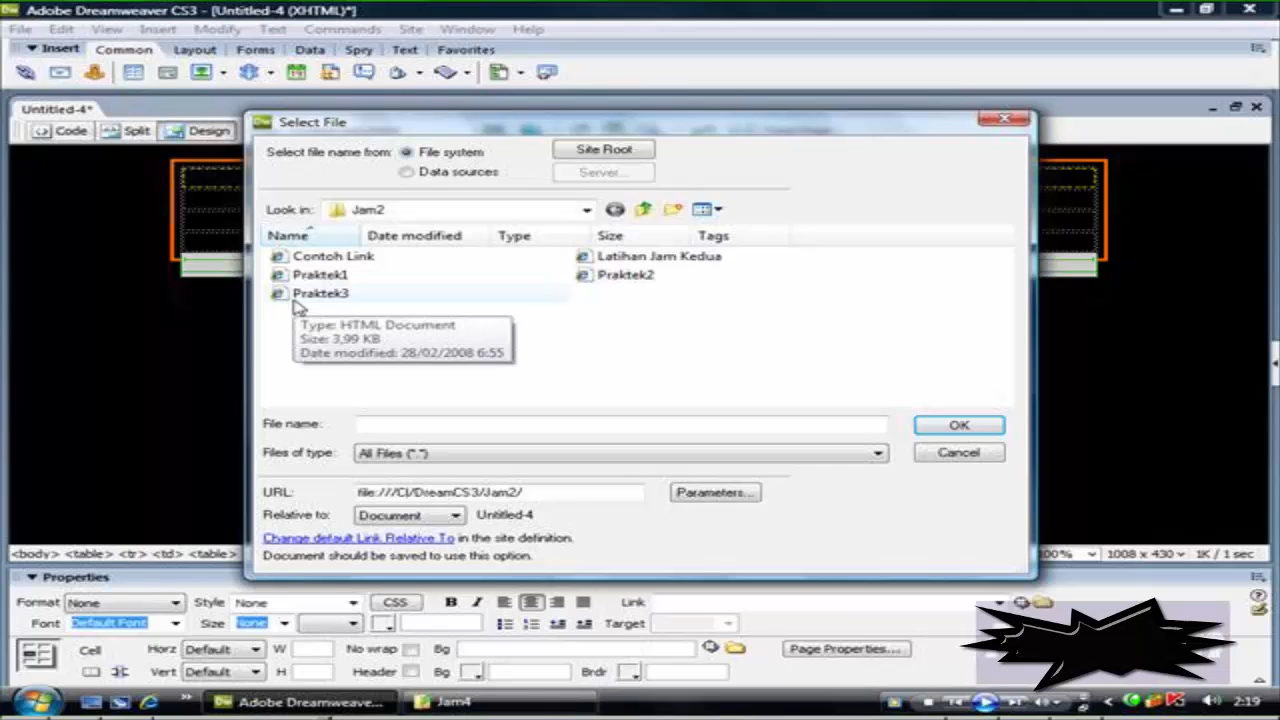 Adobe Dreamweaver CS3 - [Untitled-4 (XHTML)*]
File Edit View Insert Modify Text Commands Site Window Help
Insert Common Layout Forms Data Spry Text Favorites
Untitled-4*
Code Split Design
Select File
Select file name from: File system Site Root
Data sources Server...
Look in: Jam2
Name Date modified Type Size Tags
Contoh Link Latihan Jam Kedua
Praktek1 Praktek2
Praktek3
Type: HTML Document
Size: 3,99 KB
Date modified: 28/02/2008 6:55
File name: OK
Files of type: All Files (*.*) Cancel
URL: file:///C|/DreamCS3/Jam2/ Parameters...
Relative to: Document Untitled-4
Change default Link Relative To in the site definition.
Document should be saved to use this option.
<body> <table> <tr> <td> <table> 100% 1008 x 430 1K / 1 sec
Properties
Format None Style None CSS B I Link
Font Default Font Size None Target
Cell Horz Default W No wrap Bg Page Properties...
Vert Default H Header Bg Brdr
Adobe Dreamweave... Jam4 2:19